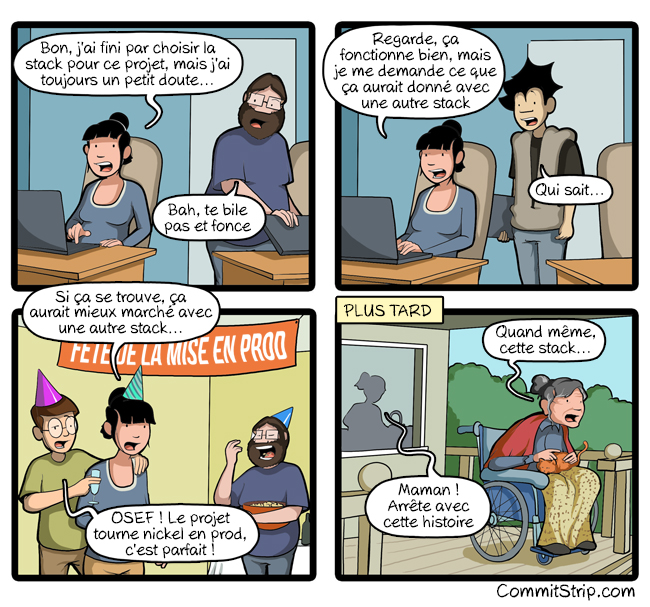 Bon, j'ai fini par choisir la
stack pour ce projet, mais j'ai
toujours un petit doute...
Bah, te bile
pas et fonce
Regarde, ça
fonctionne bien, mais
je me demande ce que
ça aurait donné avec
une autre stack
Qui sait...
Si ça se trouve, ça
aurait mieux marché avec
une autre stack...
FÊTE DE LA MISE EN PROD
OSEF ! Le projet
tourne nickel en prod,
c'est parfait !
PLUS TARD
Quand même,
cette stack...
Maman !
Arrête avec
cette histoire
CommitStrip.com